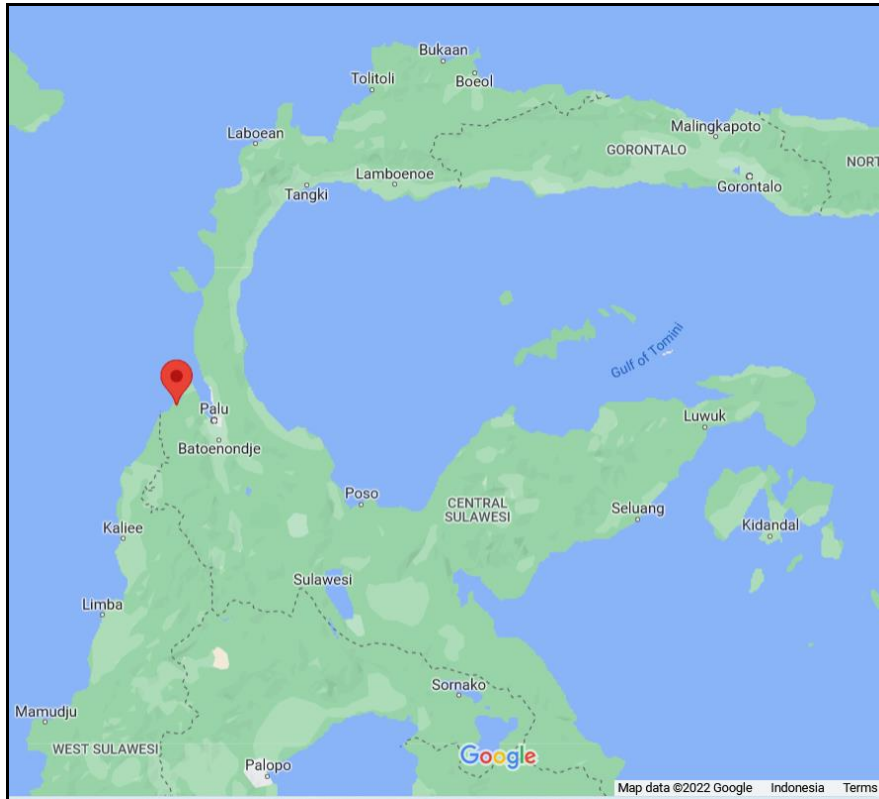 Bukaan
Tolitoli
Boeol
Laboean
Malingkapoto
GORONTALO
NORT
Lamboenoe
Tangki
Gorontalo
Gulf of Tomini
Palu
Luwuk
Batoenondje
Poso
CENTRAL
SULAWESI
Seluang
Kidandal
Kaliee
Sulawesi
Limba
Sornako
Mamudju
WEST SULAWESI
Google
Palopo
Map data ©2022 Google Indonesia Terms